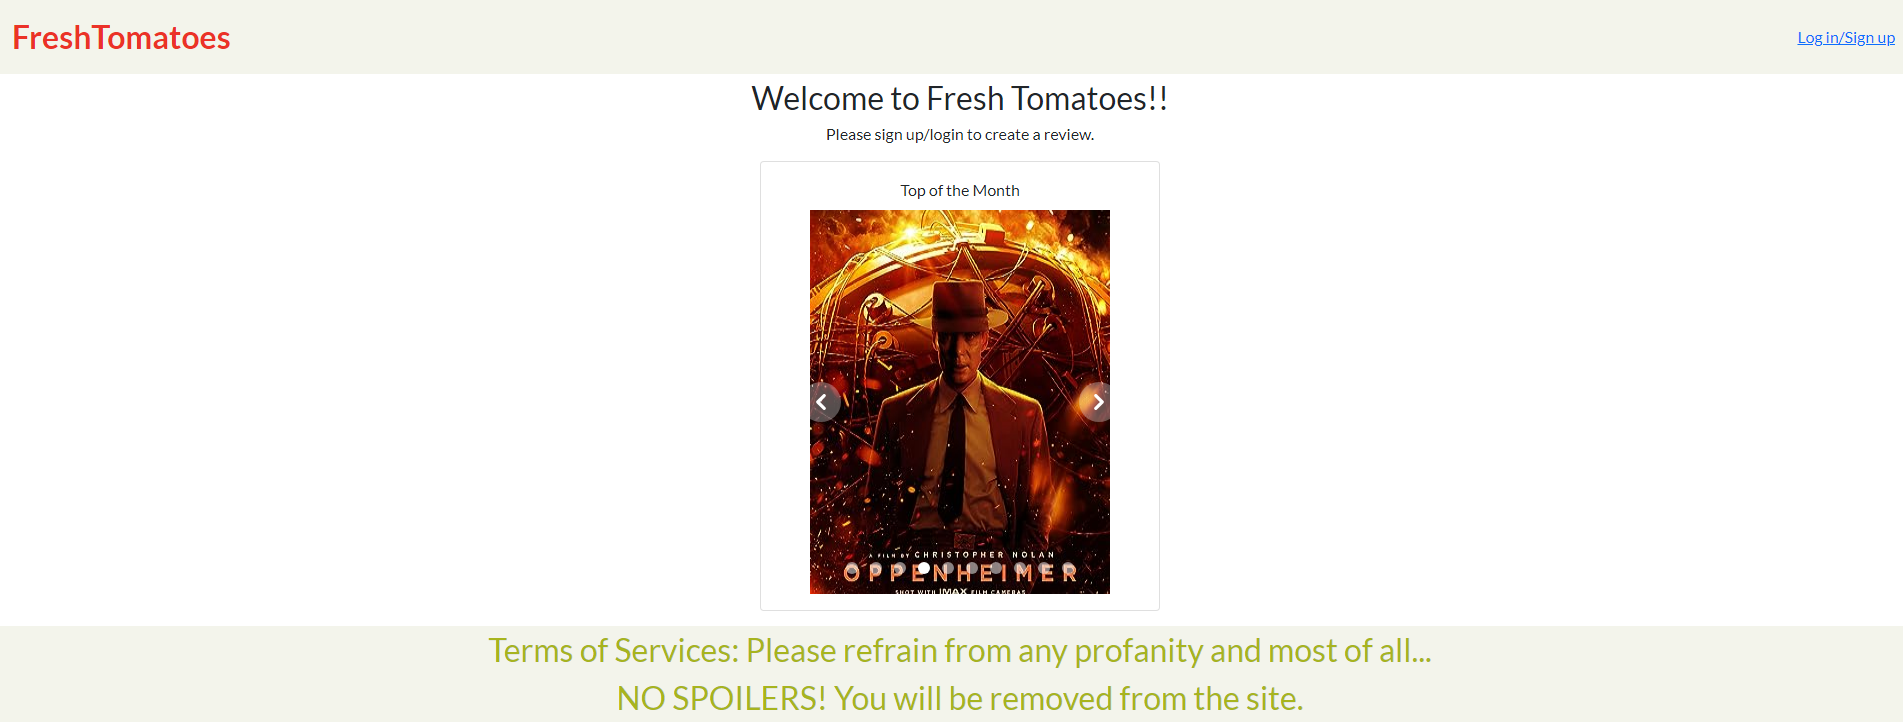 FreshTomatoes
Log in/Sign up
Welcome to Fresh Tomatoes!!
Please sign up/login to create a review.
Top of the Month
A FILM BY CHRISTOPHER NOLAN
OPPENHEIMER
SHOT WITH IMAX FILM CAMERAS
Terms of Services: Please refrain from any profanity and most of all...
NO SPOILERS! You will be removed from the site.